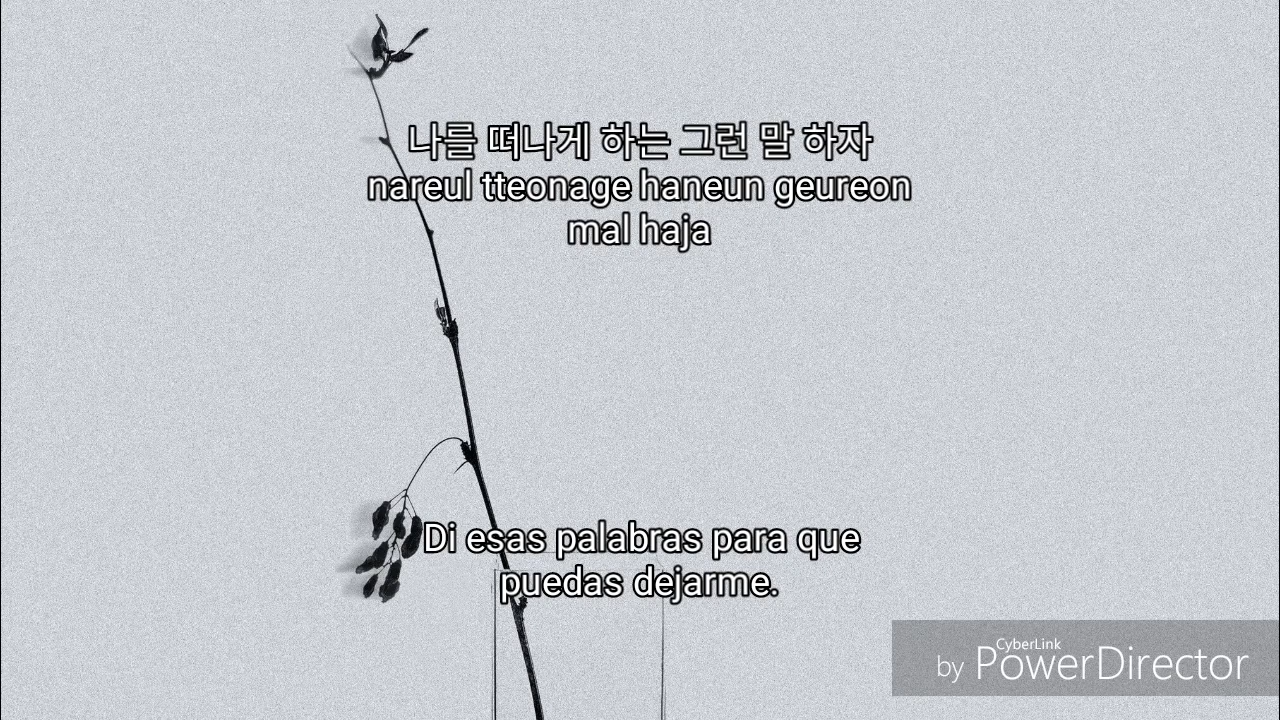 나를 떠나게 하는 그런 말 하자
nareul tteonage haneun geureon
mal haja
Di esas palabras para que
puedas dejarme.
CyberLink
by PowerDirector